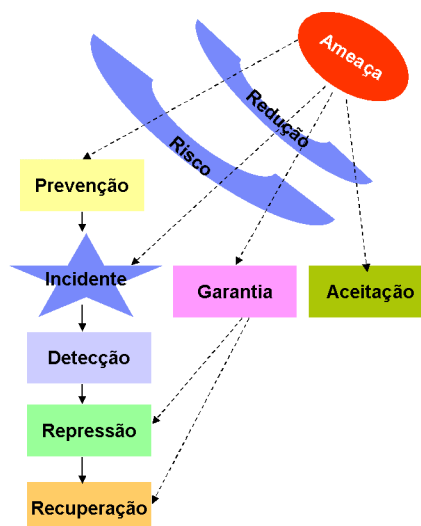 Ameaça
Redução
Risco
Prevenção
Incidente
Garantia
Aceitação
Detecção
Repressão
Recuperação